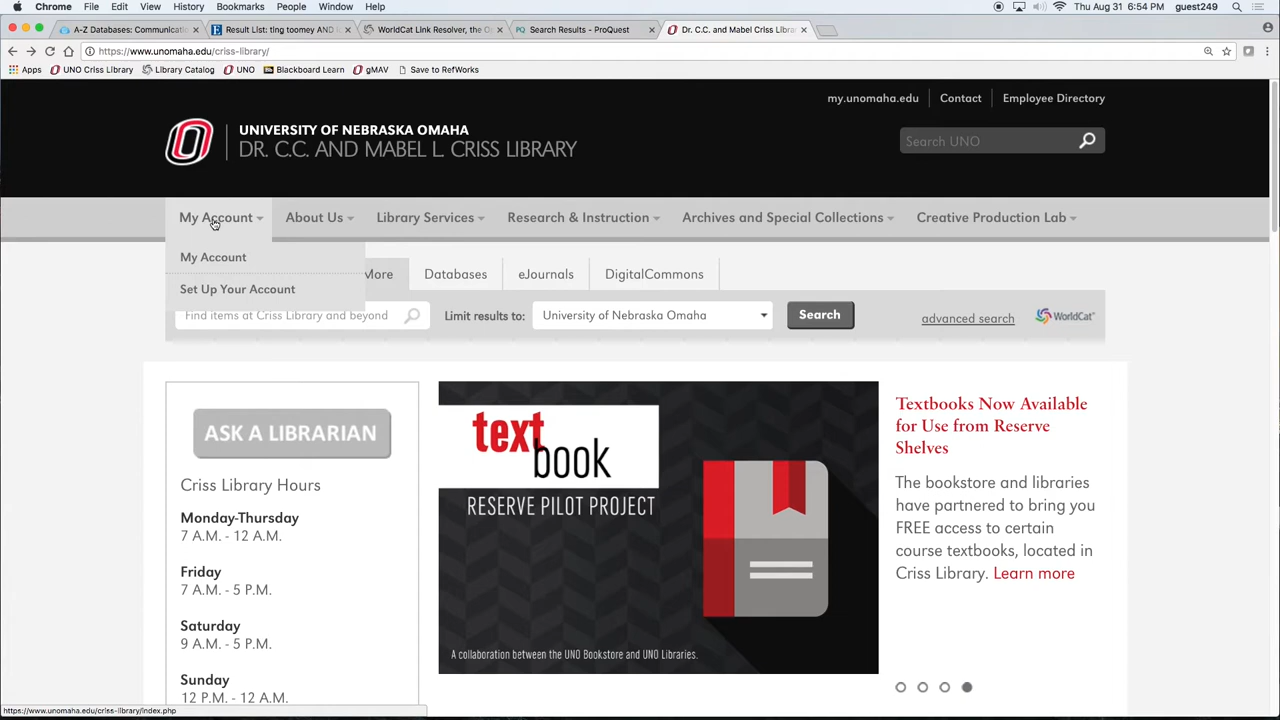 Chrome File Edit View History Bookmarks People Window Help Thu Aug 31 6:54 PM guest249
A-Z Databases: Communicati × Result List: ting toomey AND × WorldCat Link Resolver, the O × PQ Search Results - ProQuest × Dr. C.C. and Mabel Criss Libra ×
https://www.unomaha.edu/criss-library/
Apps UNO Criss Library Library Catalog UNO Blackboard Learn gMAV Save to RefWorks
my.unomaha.edu Contact Employee Directory
UNIVERSITY OF NEBRASKA OMAHA
DR. C.C. AND MABEL L. CRISS LIBRARY
Search UNO
My Account About Us Library Services Research & Instruction Archives and Special Collections Creative Production Lab
My Account
Set Up Your Account
More Databases eJournals DigitalCommons
Find items at Criss Library and beyond Limit results to: University of Nebraska Omaha Search advanced search WorldCat
ASK A LIBRARIAN
Criss Library Hours
Monday-Thursday
7 A.M. - 12 A.M.
Friday
7 A.M. - 5 P.M.
Saturday
9 A.M. - 5 P.M.
Sunday
12 P.M. - 12 A.M.
text
book
RESERVE PILOT PROJECT
A collaboration between the UNO Bookstore and UNO Libraries.
Textbooks Now Available
for Use from Reserve
Shelves
The bookstore and libraries
have partnered to bring you
FREE access to certain
course textbooks, located in
Criss Library. Learn more
https://www.unomaha.edu/criss-library/index.php